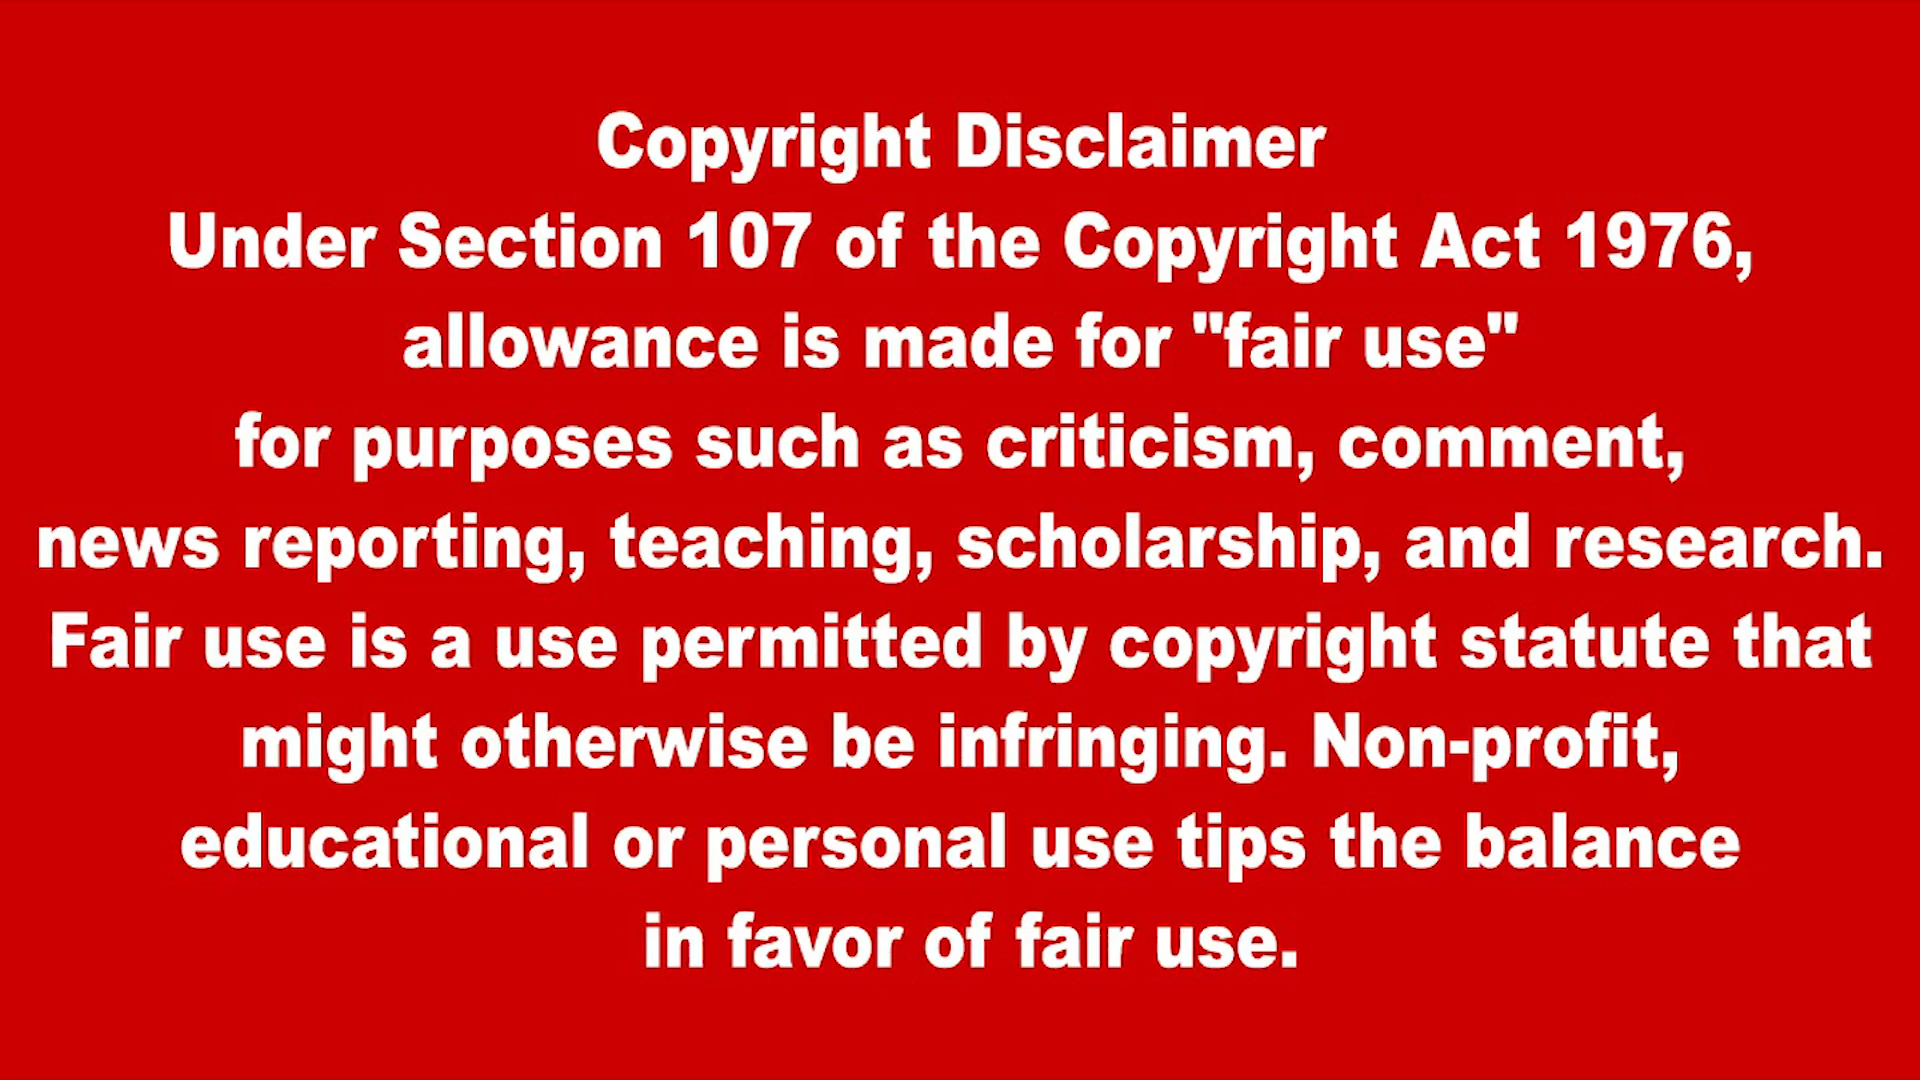 Copyright Disclaimer
Under Section 107 of the Copyright Act 1976,
allowance is made for "fair use"
for purposes such as criticism, comment,
news reporting, teaching, scholarship, and research.
Fair use is a use permitted by copyright statute that
might otherwise be infringing. Non-profit,
educational or personal use tips the balance
in favor of fair use.